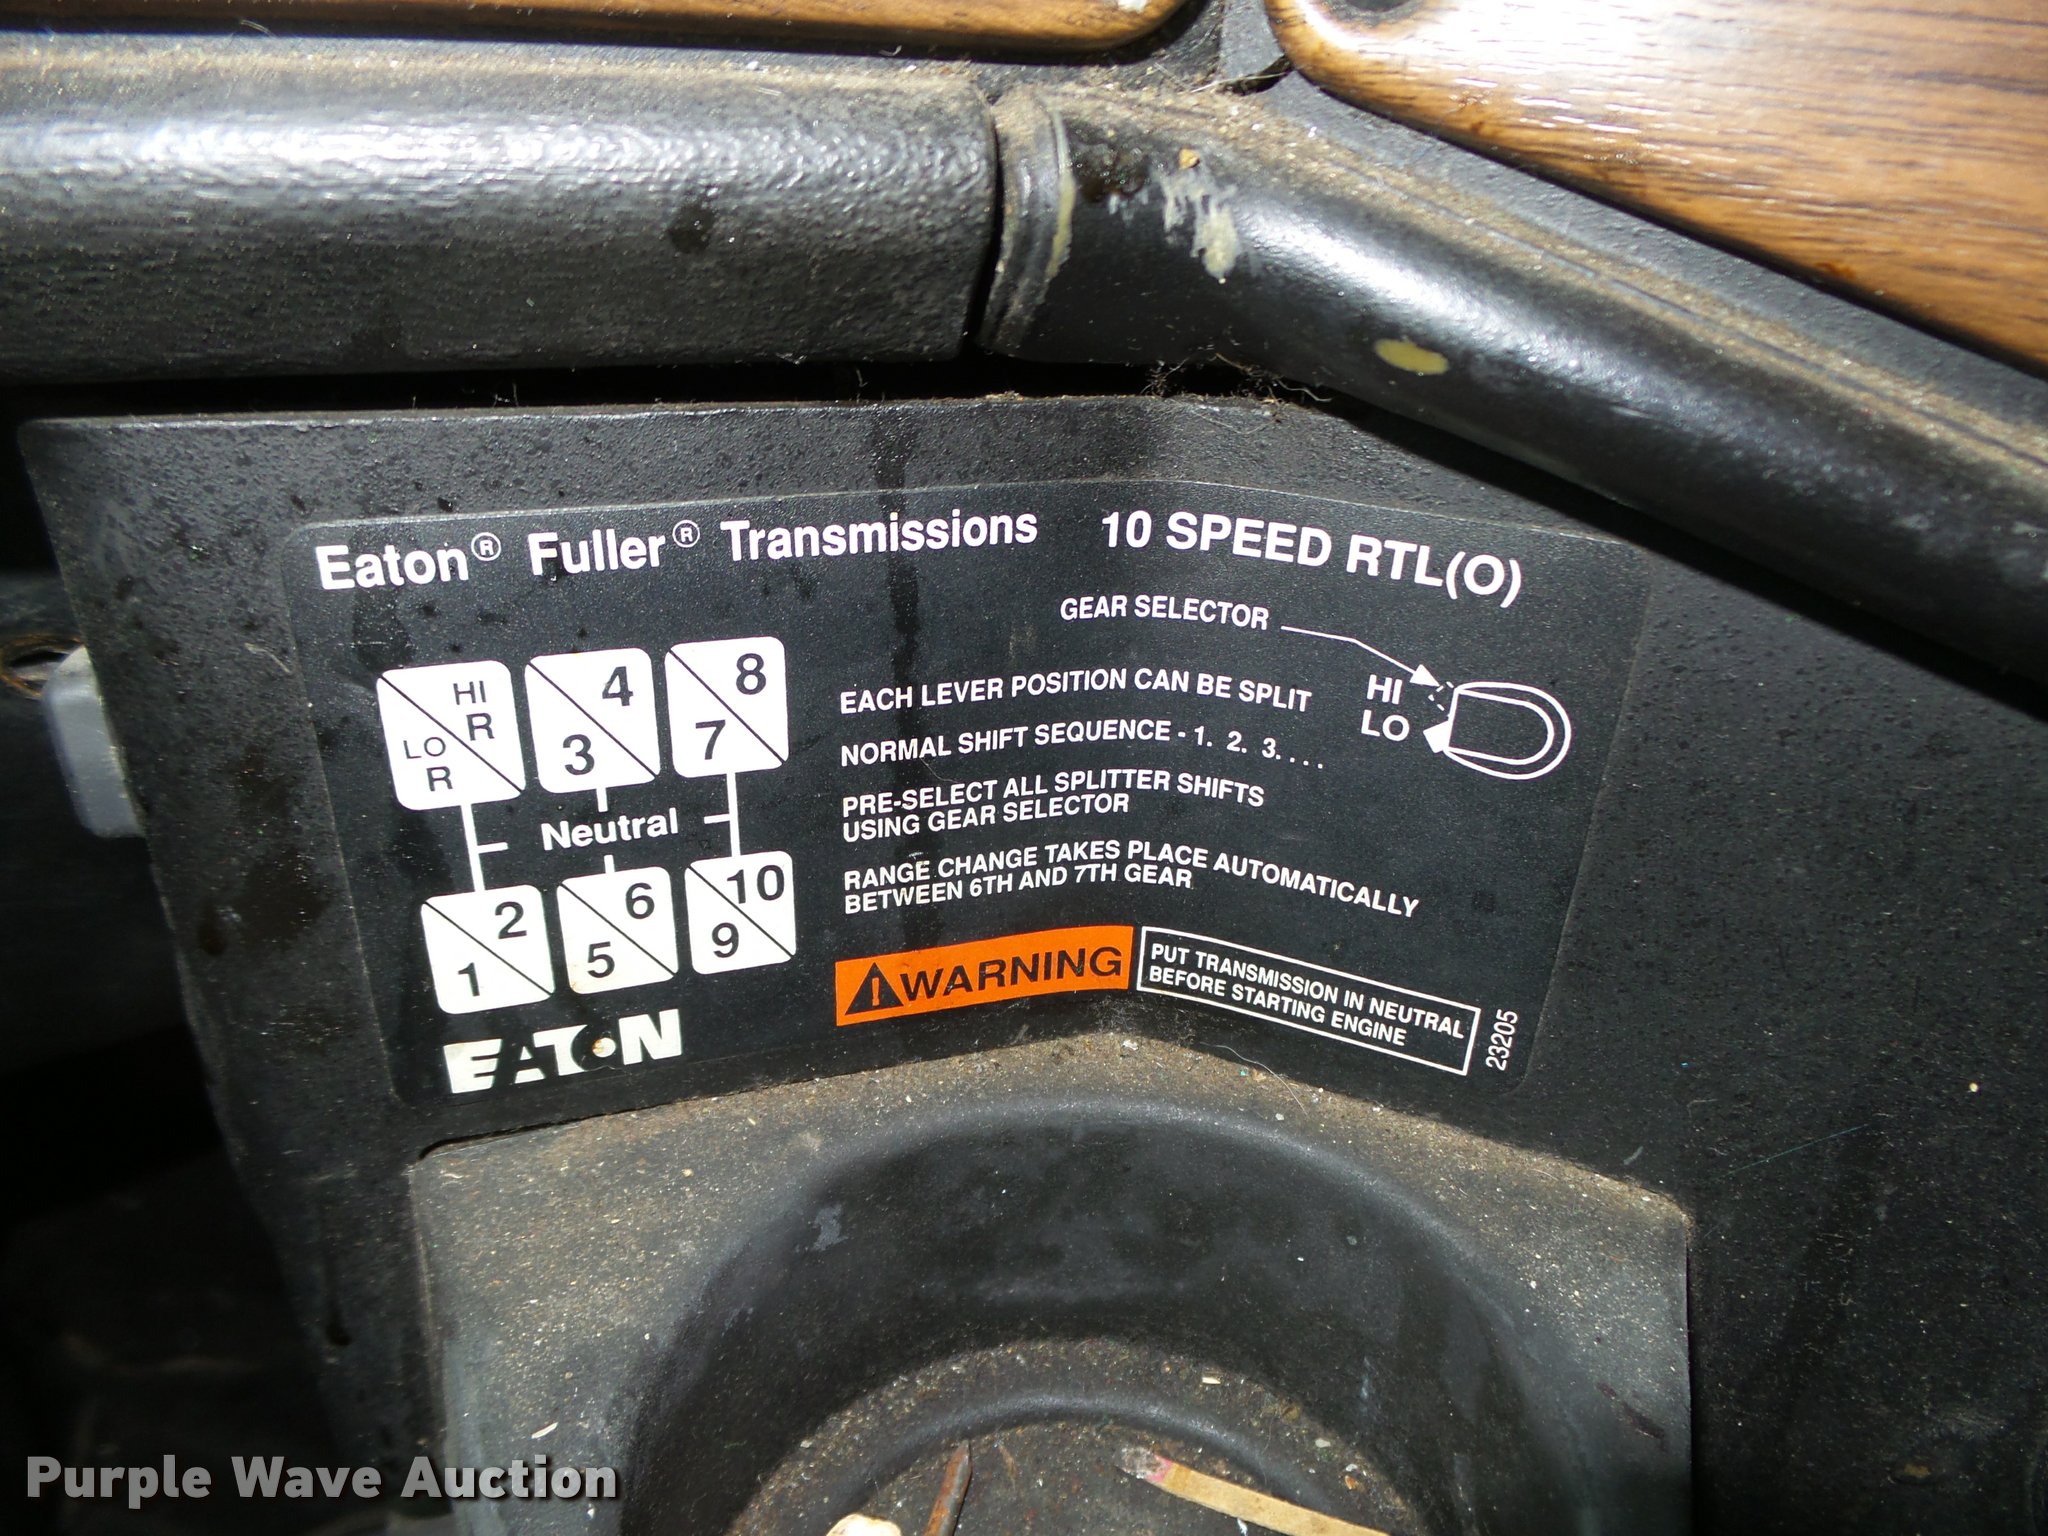 Eaton® Fuller® Transmissions 10 SPEED RTL(O)
GEAR SELECTOR
HI
LO
HI
R
LO
R
4
3
8
7
Neutral
2
1
6
5
10
9
EATON
EACH LEVER POSITION CAN BE SPLIT
NORMAL SHIFT SEQUENCE - 1. 2. 3. . . .
PRE-SELECT ALL SPLITTER SHIFTS
USING GEAR SELECTOR
RANGE CHANGE TAKES PLACE AUTOMATICALLY
BETWEEN 6TH AND 7TH GEAR
WARNING
PUT TRANSMISSION IN NEUTRAL
BEFORE STARTING ENGINE
23205
Purple Wave Auction